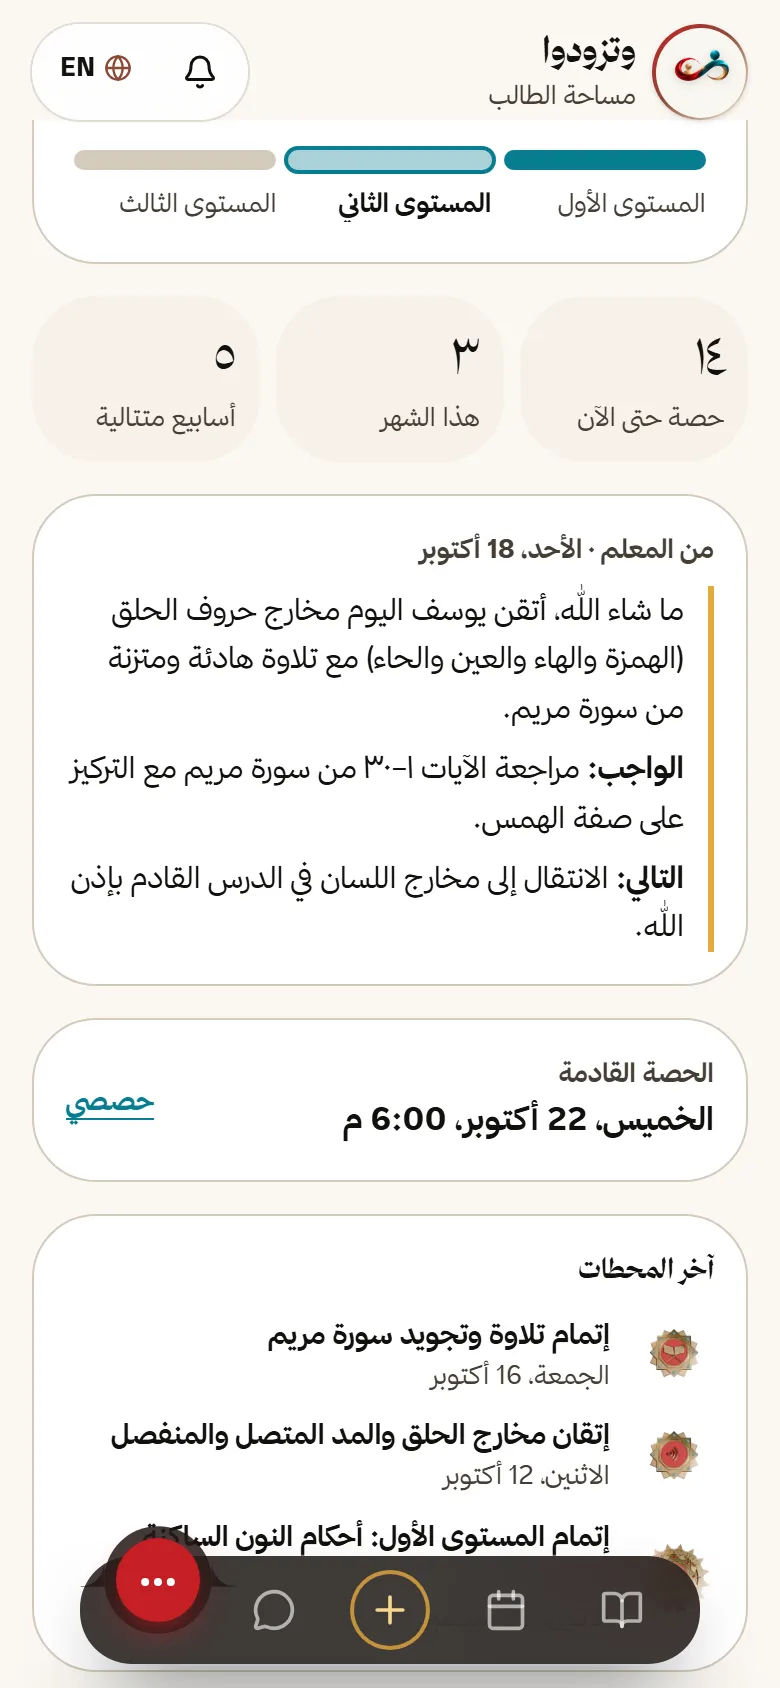 وتزودوا
مساحة الطالب
EN
المستوى الأول
المستوى الثاني
المستوى الثالث
١٤
حصة حتى الآن
٣
هذا الشهر
٥
أسابيع متتالية
من المعلم · الأحد، 18 أكتوبر
ما شاء الله، أتقن يوسف اليوم مخارج حروف الحلق
(الهمزة والهاء والعين والحاء) مع تلاوة هادئة ومتزنة
من سورة مريم.
الواجب: مراجعة الآيات ١–٣٠ من سورة مريم مع التركيز
على صفة الهمس.
التالي: الانتقال إلى مخارج اللسان في الدرس القادم بإذن
الله.
الحصة القادمة
الخميس، 22 أكتوبر، 6:00 م
حصصي
آخر المحطات
إتمام تلاوة وتجويد سورة مريم
الجمعة، 16 أكتوبر
إتقان مخارج الحلق والمد المتصل والمنفصل
الاثنين، 12 أكتوبر
إتمام المستوى الأول: أحكام النون الساكنة